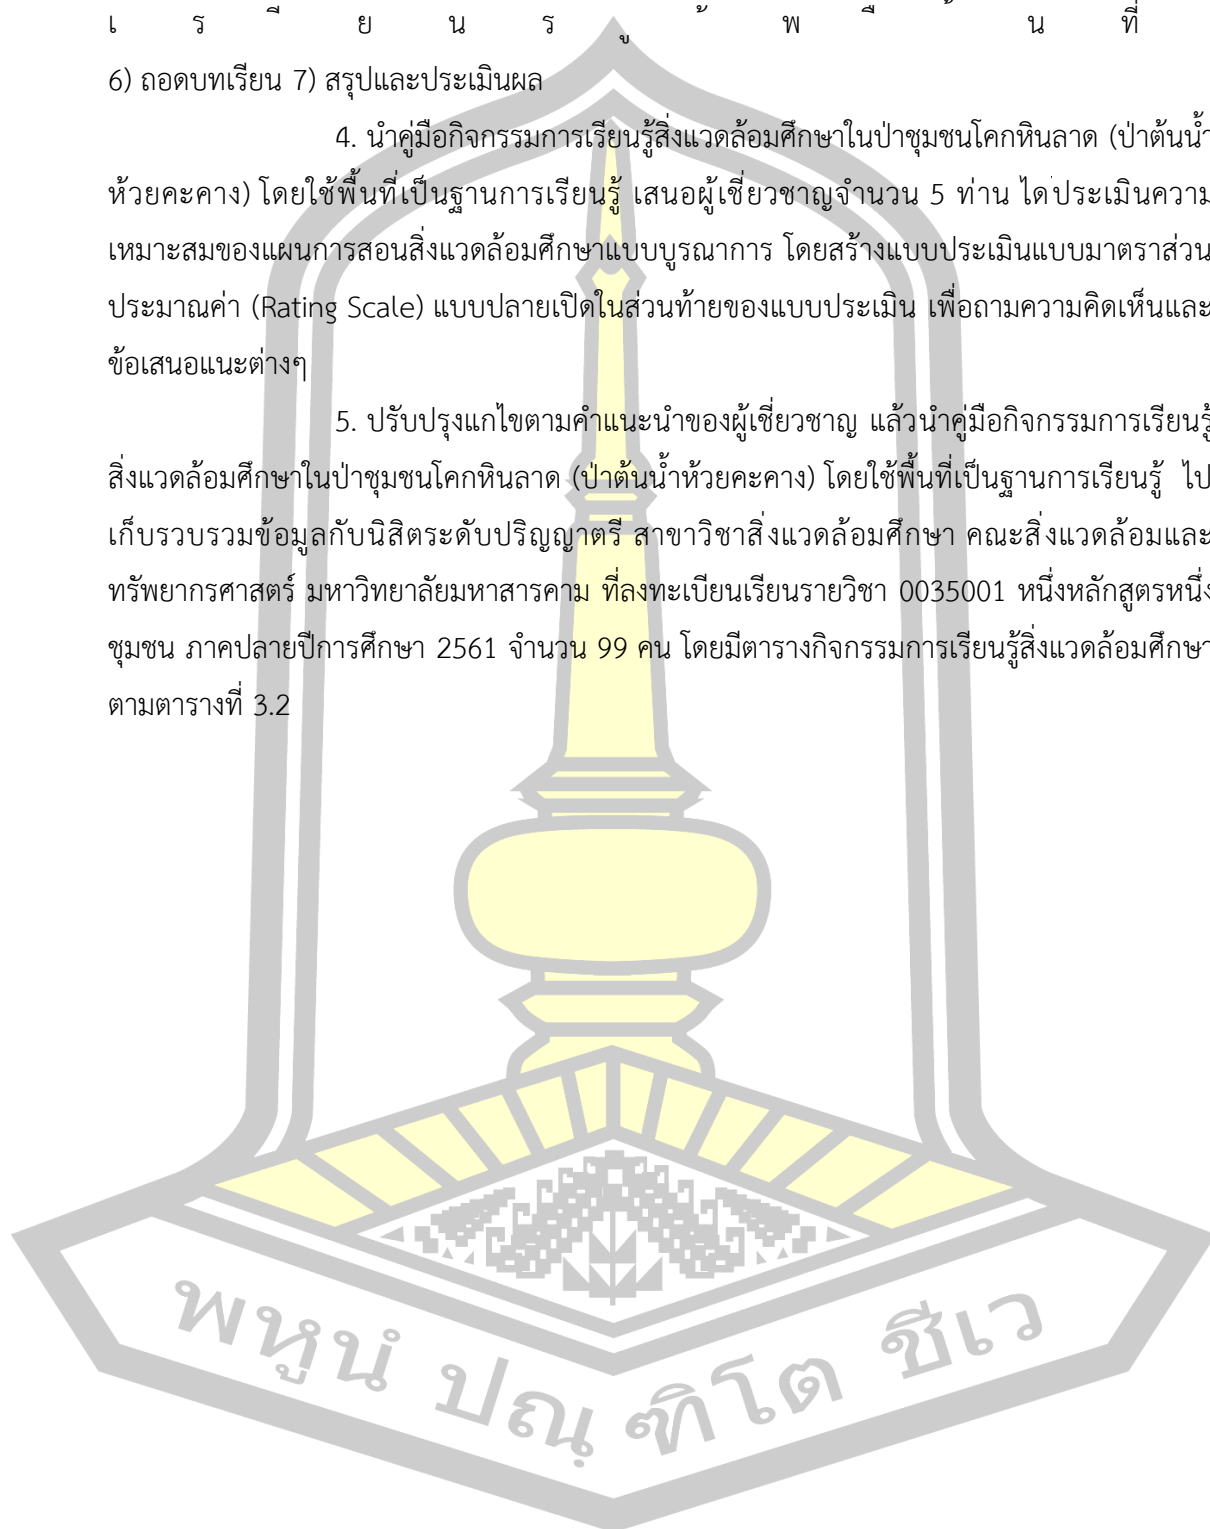 เ ร ี ย น ร ู ้ พ ื ้ น ที่
6) ถอดบทเรียน 7) สรุปและประเมินผล
4. นำคู่มือกิจกรรมการเรียนรู้สิ่งแวดล้อมศึกษาในป่าชุมชนโคกหินลาด (ป่าต้นน้ำ
ห้วยคะคาง) โดยใช้พื้นที่เป็นฐานการเรียนรู้ เสนอผู้เชี่ยวชาญจำนวน 5 ท่าน ได่ประเมินความ
เหมาะสมของแผนการสอนสิ่งแวดล้อมศึกษาแบบบูรณาการ โดยสร้างแบบประเมินแบบมาตราส่วน
ประมาณค่า (Rating Scale) แบบปลายเปิดในส่วนท้ายของแบบประเมิน เพื่อถามความคิดเห็นและ
ข้อเสนอแนะต่างๆ
5. ปรับปรุงแก้ไขตามคำแนะนำของผู้เชี่ยวชาญ แล้วนำคู่มือกิจกรรมการเรียนรู้
สิ่งแวดล้อมศึกษาในป่าชุมชนโคกหินลาด (ป่าต้นน้ำห้วยคะคาง) โดยใช้พื้นที่เป็นฐานการเรียนรู้ ไป
เก็บรวบรวมข้อมูลกับนิสิตระดับปริญญาตรี สาขาวิชาสิ่งแวดล้อมศึกษา คณะสิ่งแวดล้อมและ
ทรัพยากรศาสตร์ มหาวิทยาลัยมหาสารคาม ที่ลงทะเบียนเรียนรายวิชา 0035001 หนึ่งหลักสูตรหนึ่ง
ชุมชน ภาคปลายปีการศึกษา 2561 จำนวน 99 คน โดยมีตารางกิจกรรมการเรียนรู้สิ่งแวดล้อมศึกษา
ตามตารางที่ 3.2
พหูนํ ปณฺฑิโต ชีเว